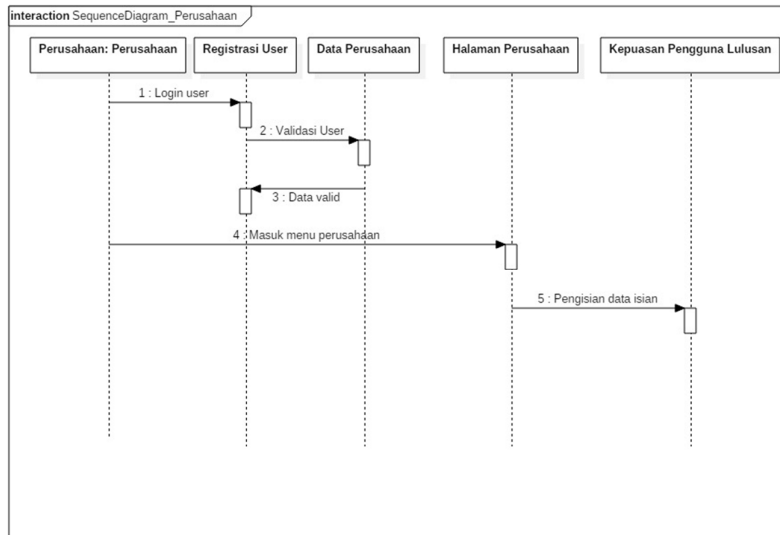 interaction SequenceDiagram_Perusahaan
Perusahaan: Perusahaan
Registrasi User
Data Perusahaan
Halaman Perusahaan
Kepuasan Pengguna Lulusan
1 : Login user
2 : Validasi User
3 : Data valid
4 : Masuk menu perusahaan
5 : Pengisian data isian